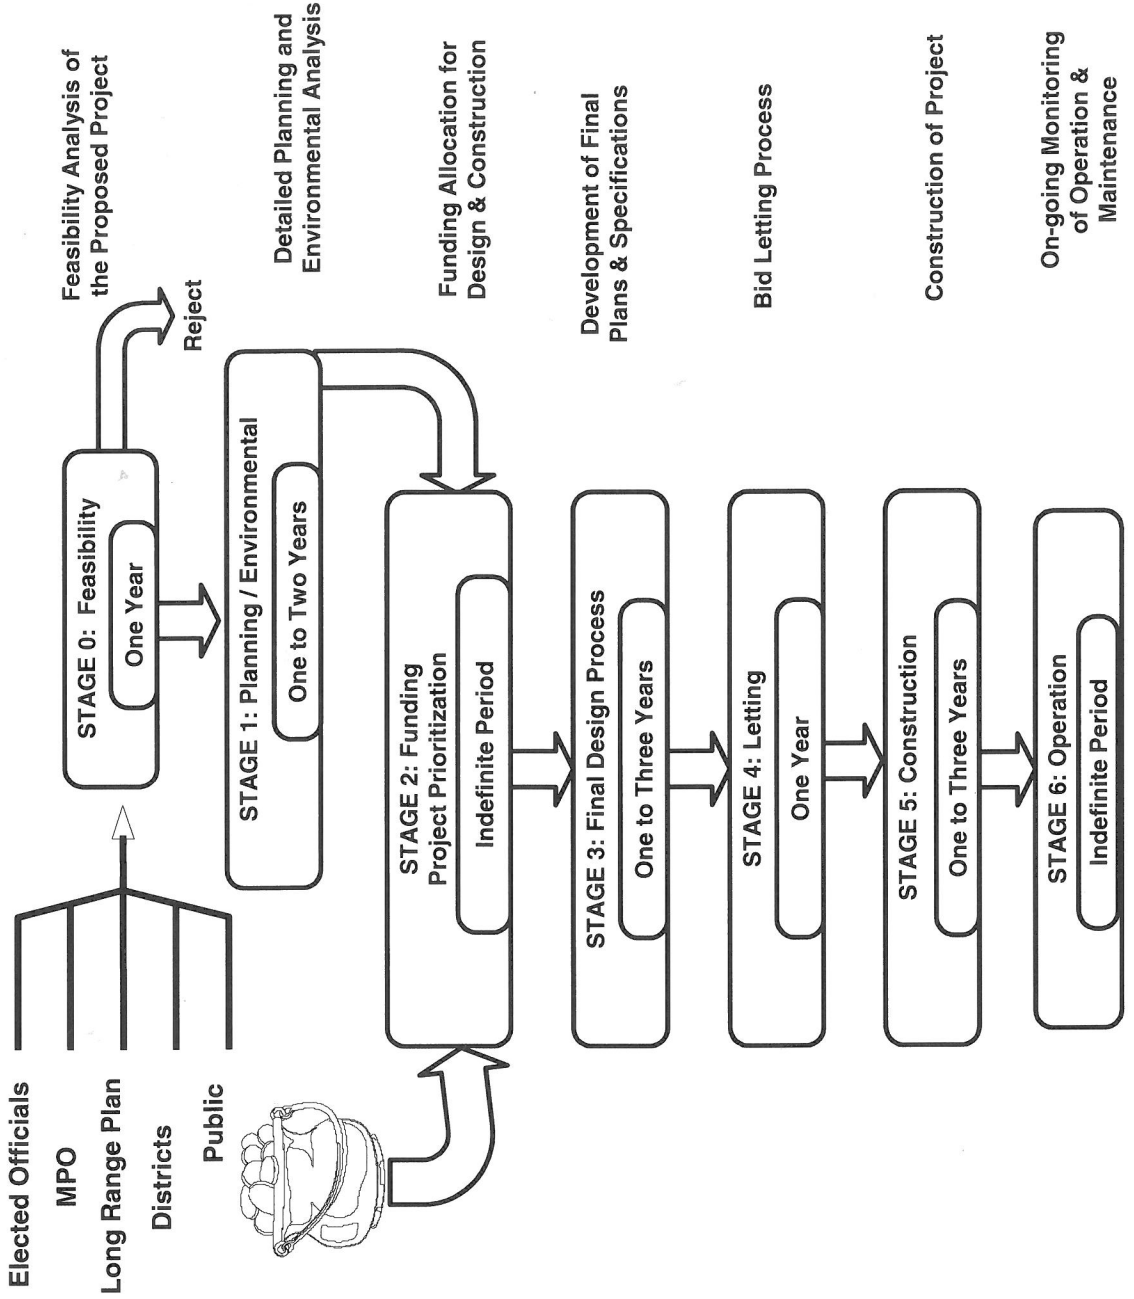 Elected Officials
MPO
Long Range Plan
Districts
Public
STAGE 0: Feasibility
One Year
Reject
Feasibility Analysis of
the Proposed Project
STAGE 1: Planning / Environmental
One to Two Years
Detailed Planning and
Environmental Analysis
STAGE 2: Funding
Project Prioritization
Indefinite Period
Funding Allocation for
Design & Construction
STAGE 3: Final Design Process
One to Three Years
Development of Final
Plans & Specifications
STAGE 4: Letting
One Year
Bid Letting Process
STAGE 5: Construction
One to Three Years
Construction of Project
STAGE 6: Operation
Indefinite Period
On-going Monitoring
of Operation &
Maintenance